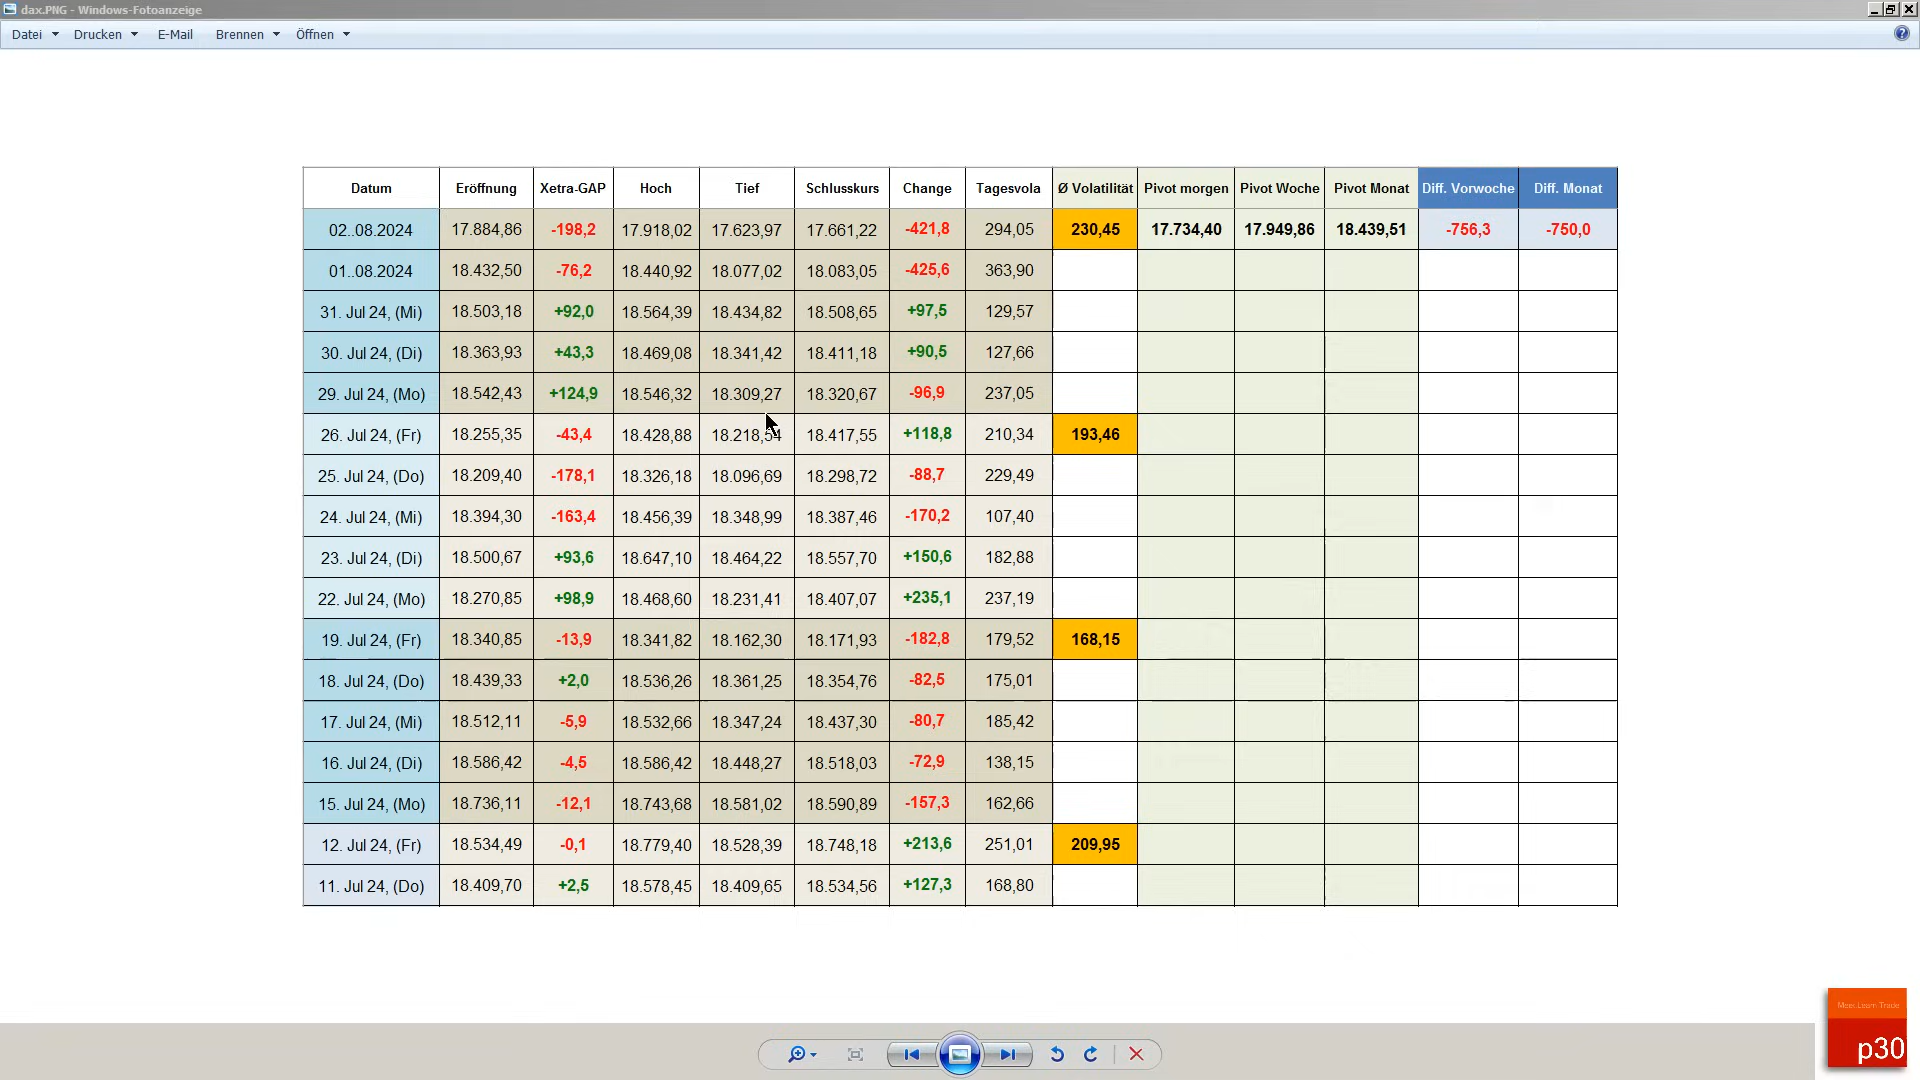 dax.PNG - Windows-Fotoanzeige
Datei Drucken E-Mail Brennen Öffnen
Datum Eröffnung Xetra-GAP Hoch Tief Schlusskurs Change Tagesvola Ø Volatilität Pivot morgen Pivot Woche Pivot Monat Diff. Vorwoche Diff. Monat
02..08.2024 17.884,86 -198,2 17.918,02 17.623,97 17.661,22 -421,8 294,05 230,45 17.734,40 17.949,86 18.439,51 -756,3 -750,0
01..08.2024 18.432,50 -76,2 18.440,92 18.077,02 18.083,05 -425,6 363,90
31. Jul 24, (Mi) 18.503,18 +92,0 18.564,39 18.434,82 18.508,65 +97,5 129,57
30. Jul 24, (Di) 18.363,93 +43,3 18.469,08 18.341,42 18.411,18 +90,5 127,66
29. Jul 24, (Mo) 18.542,43 +124,9 18.546,32 18.309,27 18.320,67 -96,9 237,05
26. Jul 24, (Fr) 18.255,35 -43,4 18.428,88 18.218,54 18.417,55 +118,8 210,34 193,46
25. Jul 24, (Do) 18.209,40 -178,1 18.326,18 18.096,69 18.298,72 -88,7 229,49
24. Jul 24, (Mi) 18.394,30 -163,4 18.456,39 18.348,99 18.387,46 -170,2 107,40
23. Jul 24, (Di) 18.500,67 +93,6 18.647,10 18.464,22 18.557,70 +150,6 182,88
22. Jul 24, (Mo) 18.270,85 +98,9 18.468,60 18.231,41 18.407,07 +235,1 237,19
19. Jul 24, (Fr) 18.340,85 -13,9 18.341,82 18.162,30 18.171,93 -182,8 179,52 168,15
18. Jul 24, (Do) 18.439,33 +2,0 18.536,26 18.361,25 18.354,76 -82,5 175,01
17. Jul 24, (Mi) 18.512,11 -5,9 18.532,66 18.347,24 18.437,30 -80,7 185,42
16. Jul 24, (Di) 18.586,42 -4,5 18.586,42 18.448,27 18.518,03 -72,9 138,15
15. Jul 24, (Mo) 18.736,11 -12,1 18.743,68 18.581,02 18.590,89 -157,3 162,66
12. Jul 24, (Fr) 18.534,49 -0,1 18.779,40 18.528,39 18.748,18 +213,6 251,01 209,95
11. Jul 24, (Do) 18.409,70 +2,5 18.578,45 18.409,65 18.534,56 +127,3 168,80
Meet Learn Trade
p30